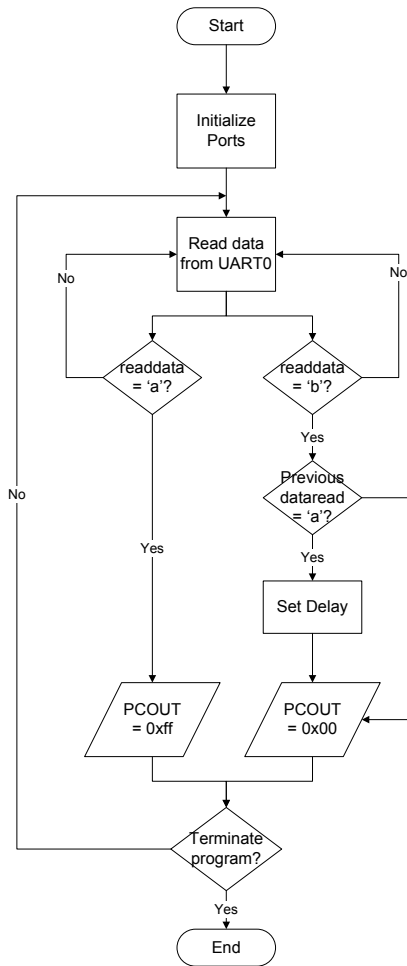 Start
Initialize
Ports
Read data
from UART0
No
No
readdata
= ‘a’?
readdata
= ‘b’?
Yes
Previous
dataread
= ‘a’?
No
Yes
Yes
Set Delay
PCOUT
= 0xff
PCOUT
= 0x00
Terminate
program?
Yes
End